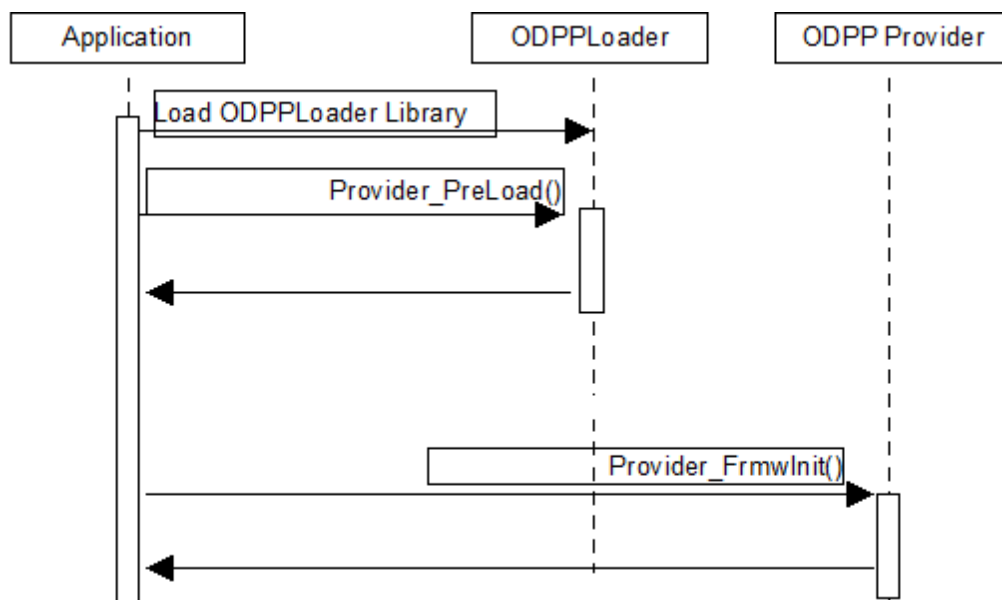 Application
ODPPLoader
ODPP Provider
Load ODPPLoader Library
Provider_PreLoad()
Provider_FrmwInit()